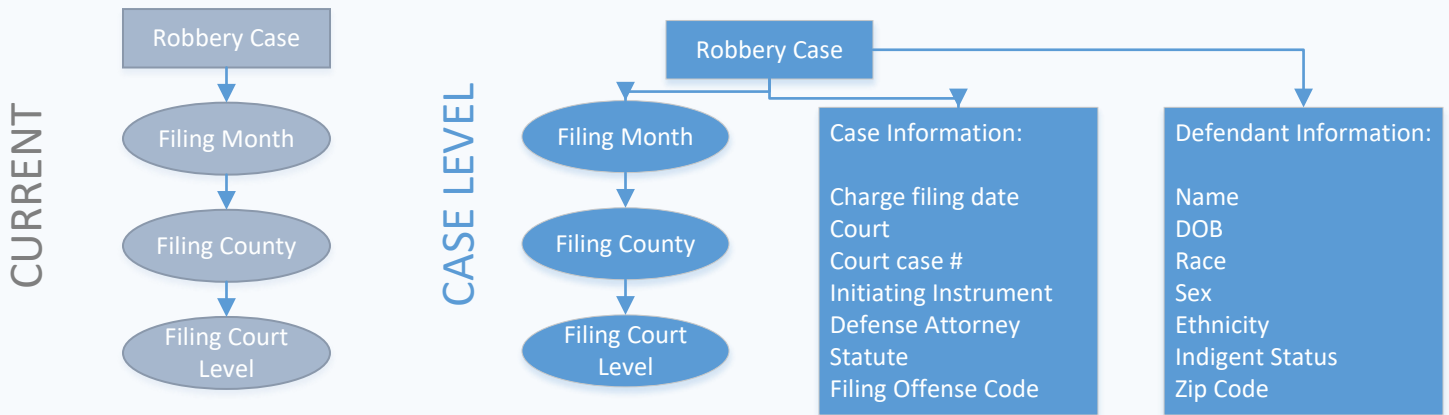 CURRENT
Robbery Case
Filing Month
Filing County
Filing Court
Level
CASE LEVEL
Robbery Case
Filing Month
Filing County
Filing Court
Level
Case Information:
Charge filing date
Court
Court case #
Initiating Instrument
Defense Attorney
Statute
Filing Offense Code
Defendant Information:
Name
DOB
Race
Sex
Ethnicity
Indigent Status
Zip Code